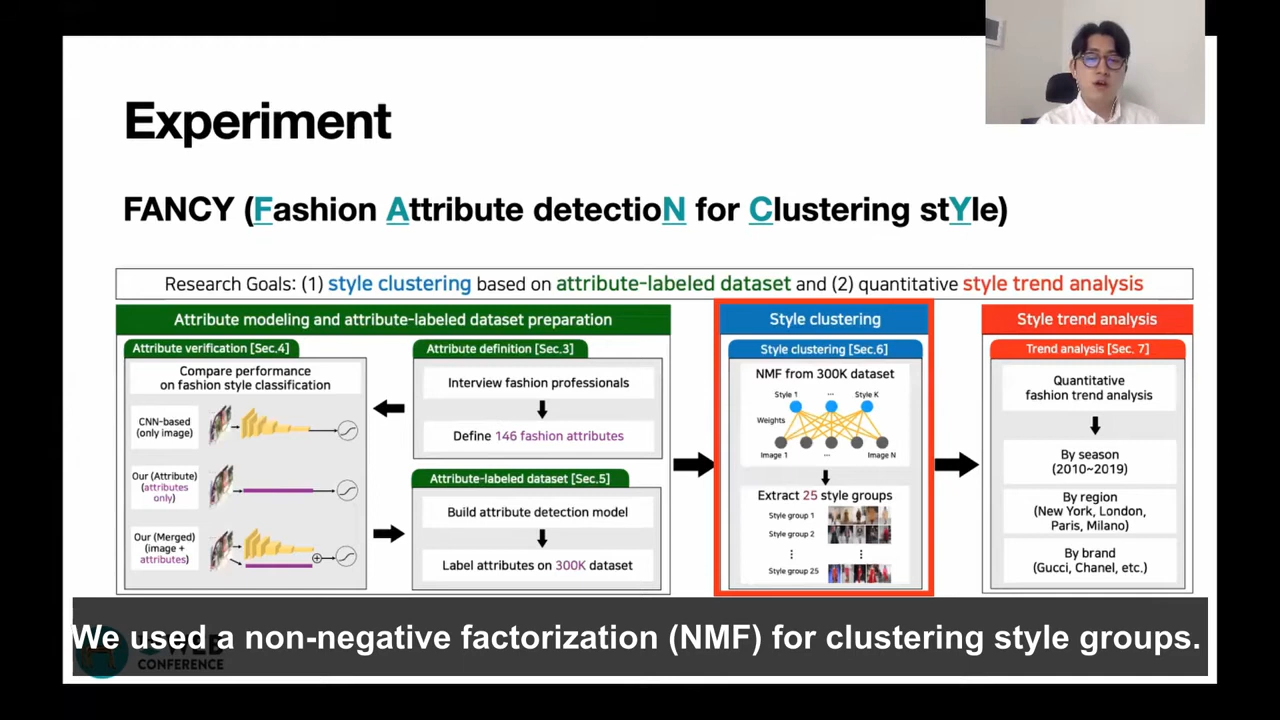 Experiment
FANCY (Fashion Attribute detectioN for Clustering stYle)
Research Goals: (1) style clustering based on attribute-labeled dataset and (2) quantitative style trend analysis
Attribute modeling and attribute-labeled dataset preparation
Attribute verification [Sec.4]
Compare performance
on fashion style classification
CNN-based
(only image)
Our (Attribute)
(attributes
only)
Our (Merged)
(image +
attributes)
Attribute definition [Sec.3]
Interview fashion professionals
Define 146 fashion attributes
Attribute-labeled dataset [Sec.5]
Build attribute detection model
Label attributes on 300K dataset
Style clustering
Style clustering [Sec.6]
NMF from 300K dataset
Style 1 ... Style K
Weights
Image 1 ... Image N
Extract 25 style groups
Style group 1
Style group 2
Style group 25
Style trend analysis
Trend analysis [Sec. 7]
Quantitative
fashion trend analysis
By season
(2010~2019)
By region
(New York, London,
Paris, Milano)
By brand
(Gucci, Chanel, etc.)
We used a non-negative factorization (NMF) for clustering style groups.
CONFERENCE